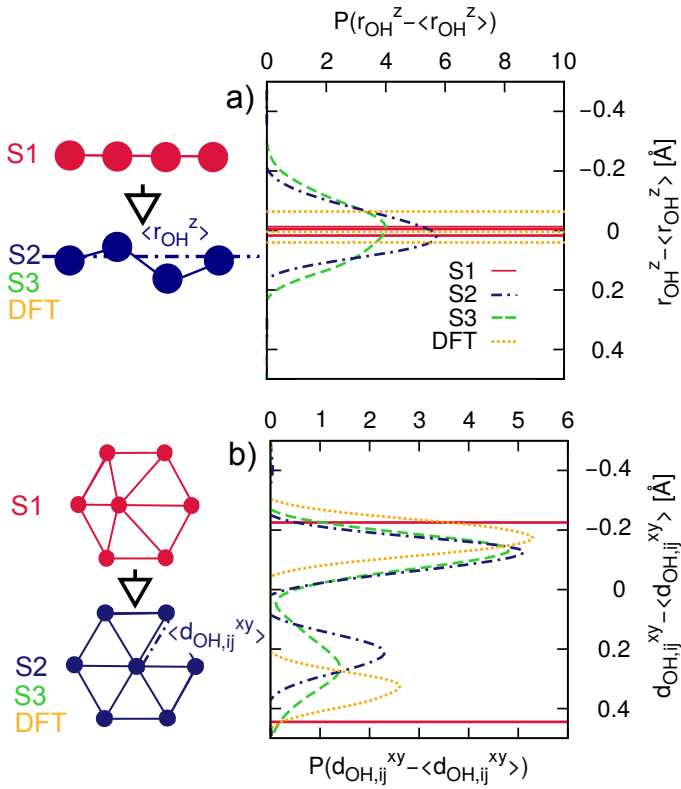 P(r_OH^z-<r_OH^z>)
0 2 4 6 8 10
a)
-0.4
-0.2
0
0.2
0.4
r_OH^z-<r_OH^z> [Å]
S1
<r_OH^z>
S2
S3
DFT
S1
S2
S3
DFT
0 1 2 3 4 5 6
b)
-0.4
-0.2
0
0.2
0.4
d_OH,ij^xy-<d_OH,ij^xy> [Å]
S1
<d_OH,ij^xy>
S2
S3
DFT
P(d_OH,ij^xy-<d_OH,ij^xy>)